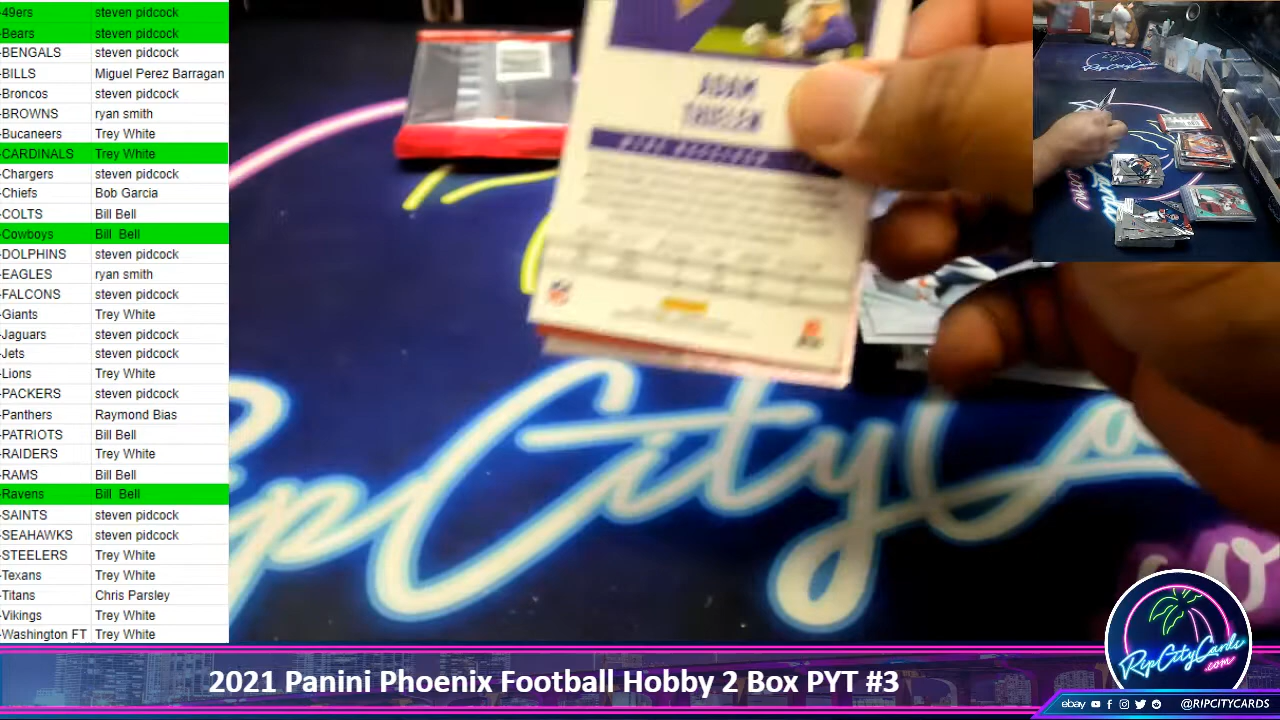 -49ers steven pidcock
-Bears steven pidcock
-BENGALS steven pidcock
-BILLS Miguel Perez Barragan
-Broncos steven pidcock
-BROWNS ryan smith
-Bucaneers Trey White
-CARDINALS Trey White
-Chargers steven pidcock
-Chiefs Bob Garcia
-COLTS Bill Bell
-Cowboys Bill Bell
-DOLPHINS steven pidcock
-EAGLES ryan smith
-FALCONS steven pidcock
-Giants Trey White
-Jaguars steven pidcock
-Jets steven pidcock
-Lions Trey White
-PACKERS steven pidcock
-Panthers Raymond Bias
-PATRIOTS Bill Bell
-RAIDERS Trey White
-RAMS Bill Bell
-Ravens Bill Bell
-SAINTS steven pidcock
-SEAHAWKS steven pidcock
-STEELERS Trey White
-Texans Trey White
-Titans Chris Parsley
-Vikings Trey White
-Washington FT Trey White
ADAM
THIELEN
WIDE RECEIVER
RipCityCards
.com
2021 Panini Phoenix Football Hobby 2 Box PYT #3
ebay @RIPCITYCARDS